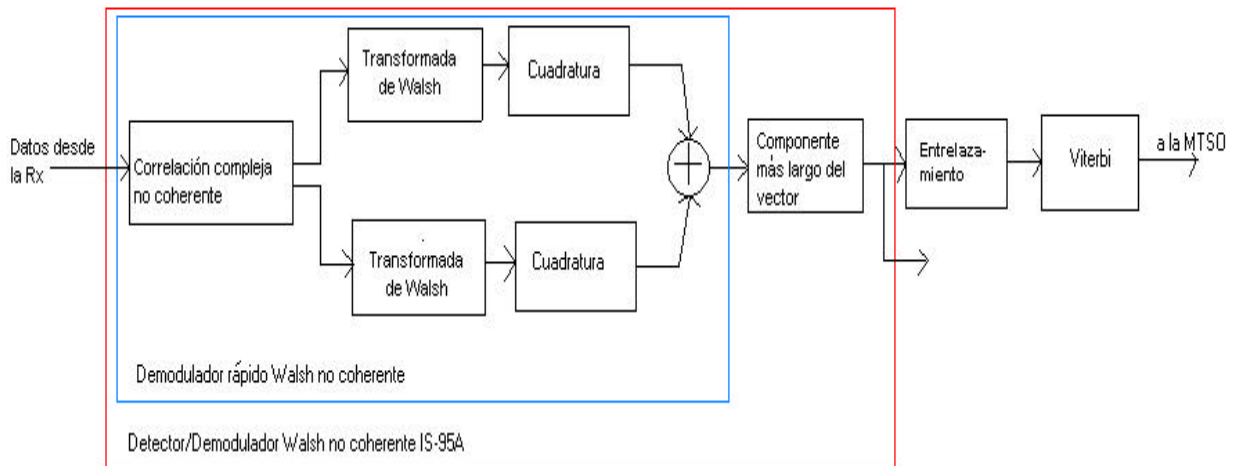 Datos desde
la Rx
Correlación compleja
no coherente
Transformada
de Walsh
Cuadratura
Transformada
de Walsh
Cuadratura
Componente
más largo del
vector
Entrelaza-
miento
Viterbi
a la MTSO
Demodulador rápido Walsh no coherente
Detector/Demodulador Walsh no coherente IS-95A